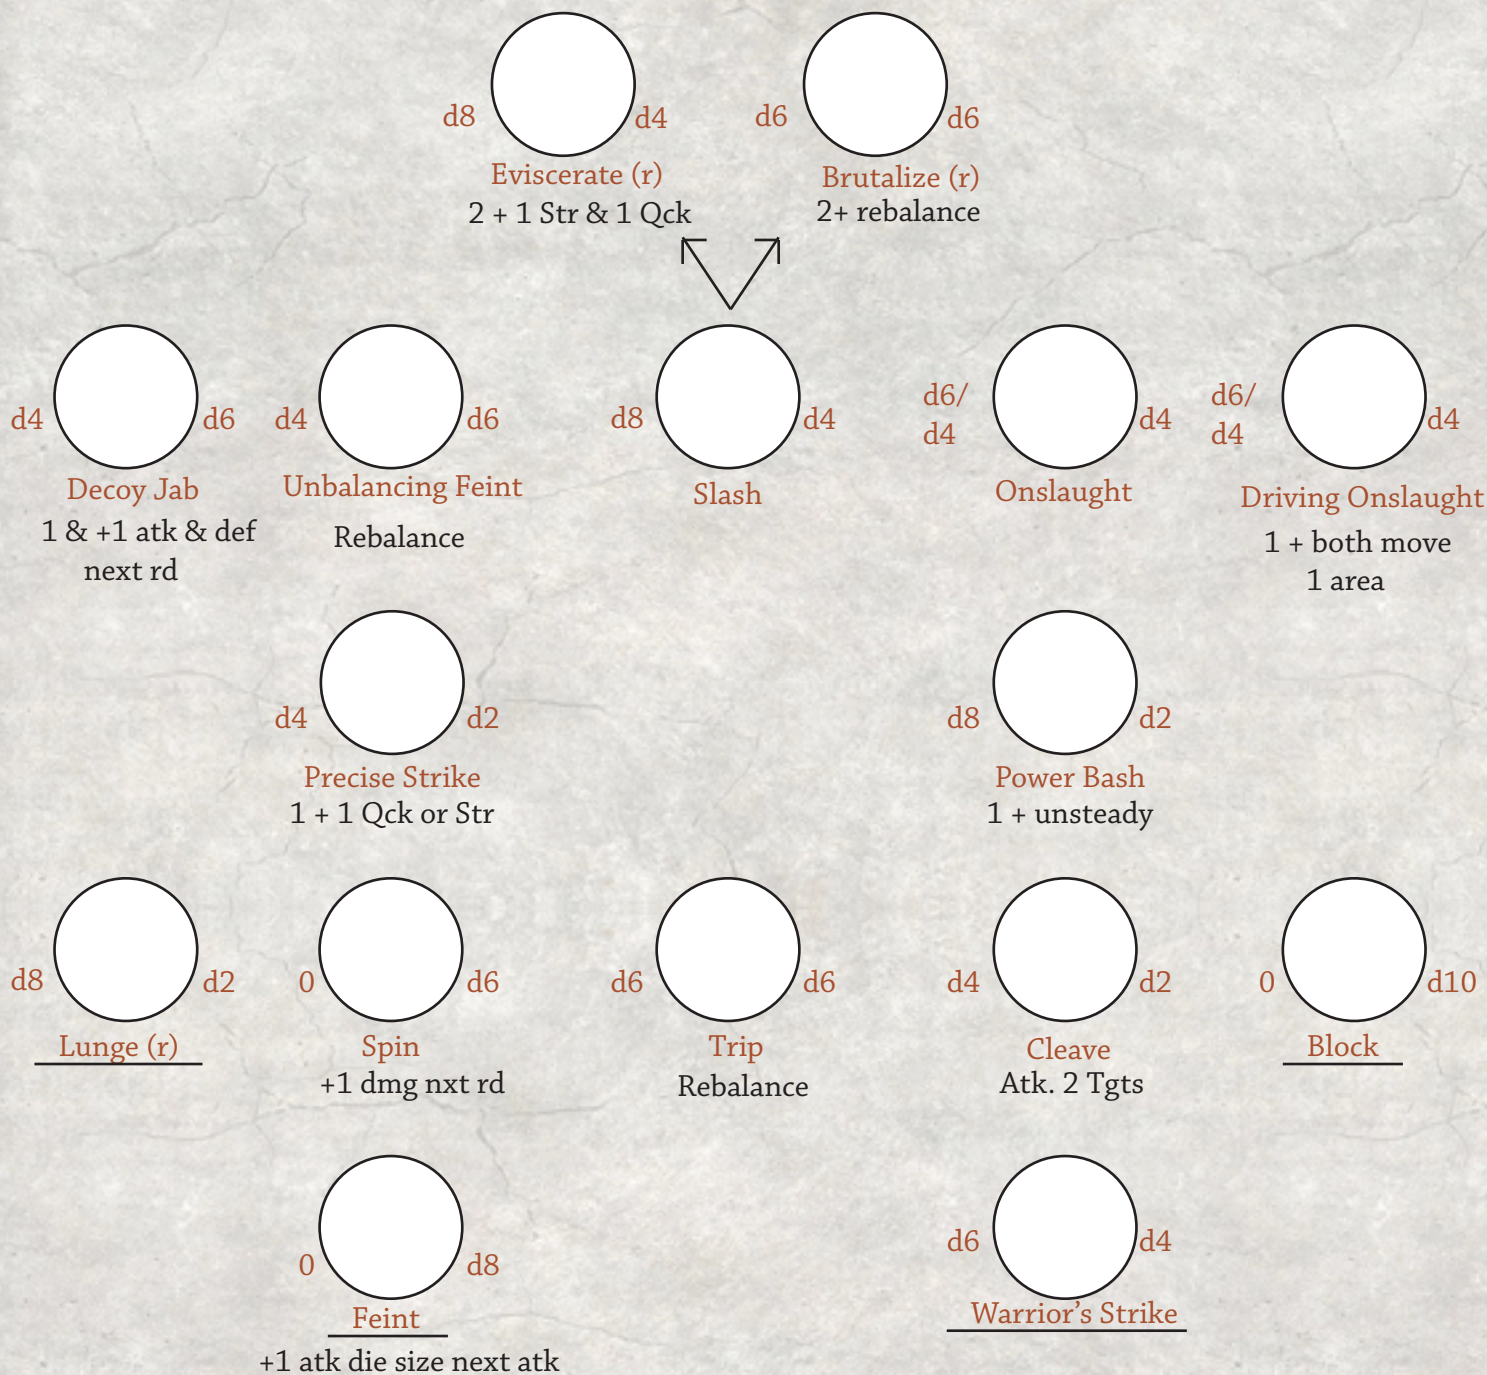 d8 d4 d6 d6
Eviscerate (r) Brutalize (r)
2 + 1 Str & 1 Qck 2+ rebalance
d4 d6 d4 d6 d8 d4 d6/ d4 d6/ d4
d4 d4
Decoy Jab Unbalancing Feint Slash Onslaught Driving Onslaught
1 & +1 atk & def Rebalance 1 + both move
next rd 1 area
d4 d2 d8 d2
Precise Strike Power Bash
1 + 1 Qck or Str 1 + unsteady
d8 d2 0 d6 d6 d6 d4 d2 0 d10
Lunge (r) Spin Trip Cleave Block
+1 dmg nxt rd Rebalance Atk. 2 Tgts
0 d8 d6 d4
Feint Warrior's Strike
+1 atk die size next atk